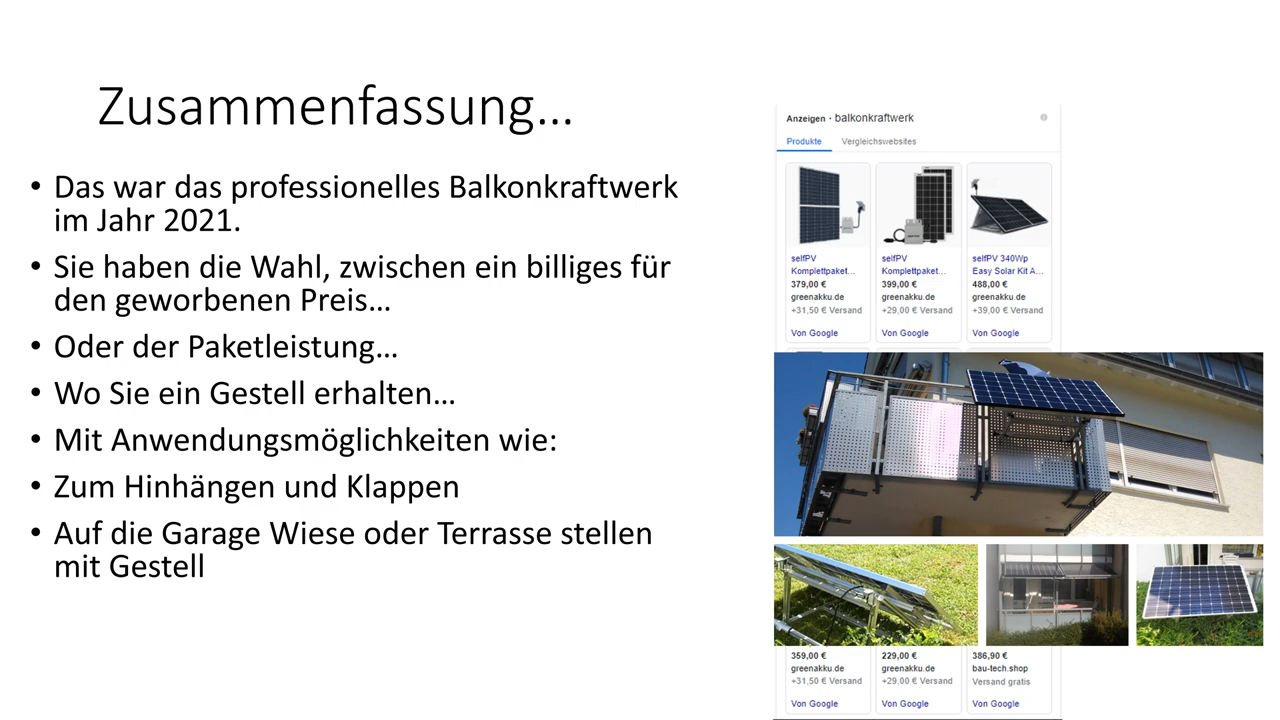 Zusammenfassung...
• Das war das professionelles Balkonkraftwerk
im Jahr 2021.
• Sie haben die Wahl, zwischen ein billiges für
den geworbenen Preis...
• Oder der Paketleistung...
• Wo Sie ein Gestell erhalten...
• Mit Anwendungsmöglichkeiten wie:
• Zum Hinhängen und Klappen
• Auf die Garage Wiese oder Terrasse stellen
mit Gestell
Anzeigen · balkonkraftwerk
Produkte Vergleichswebsites
selfPV
Komplettpaket...
379,00 €
greenakku.de
+31,50 € Versand
Von Google
selfPV
Komplettpaket...
399,00 €
greenakku.de
+29,00 € Versand
Von Google
selfPV 340Wp
Easy Solar Kit A...
488,00 €
greenakku.de
+39,00 € Versand
Von Google
359,00 €
greenakku.de
+31,50 € Versand
Von Google
229,00 €
greenakku.de
+29,00 € Versand
Von Google
386,90 €
bau-tech.shop
Versand gratis
Von Google